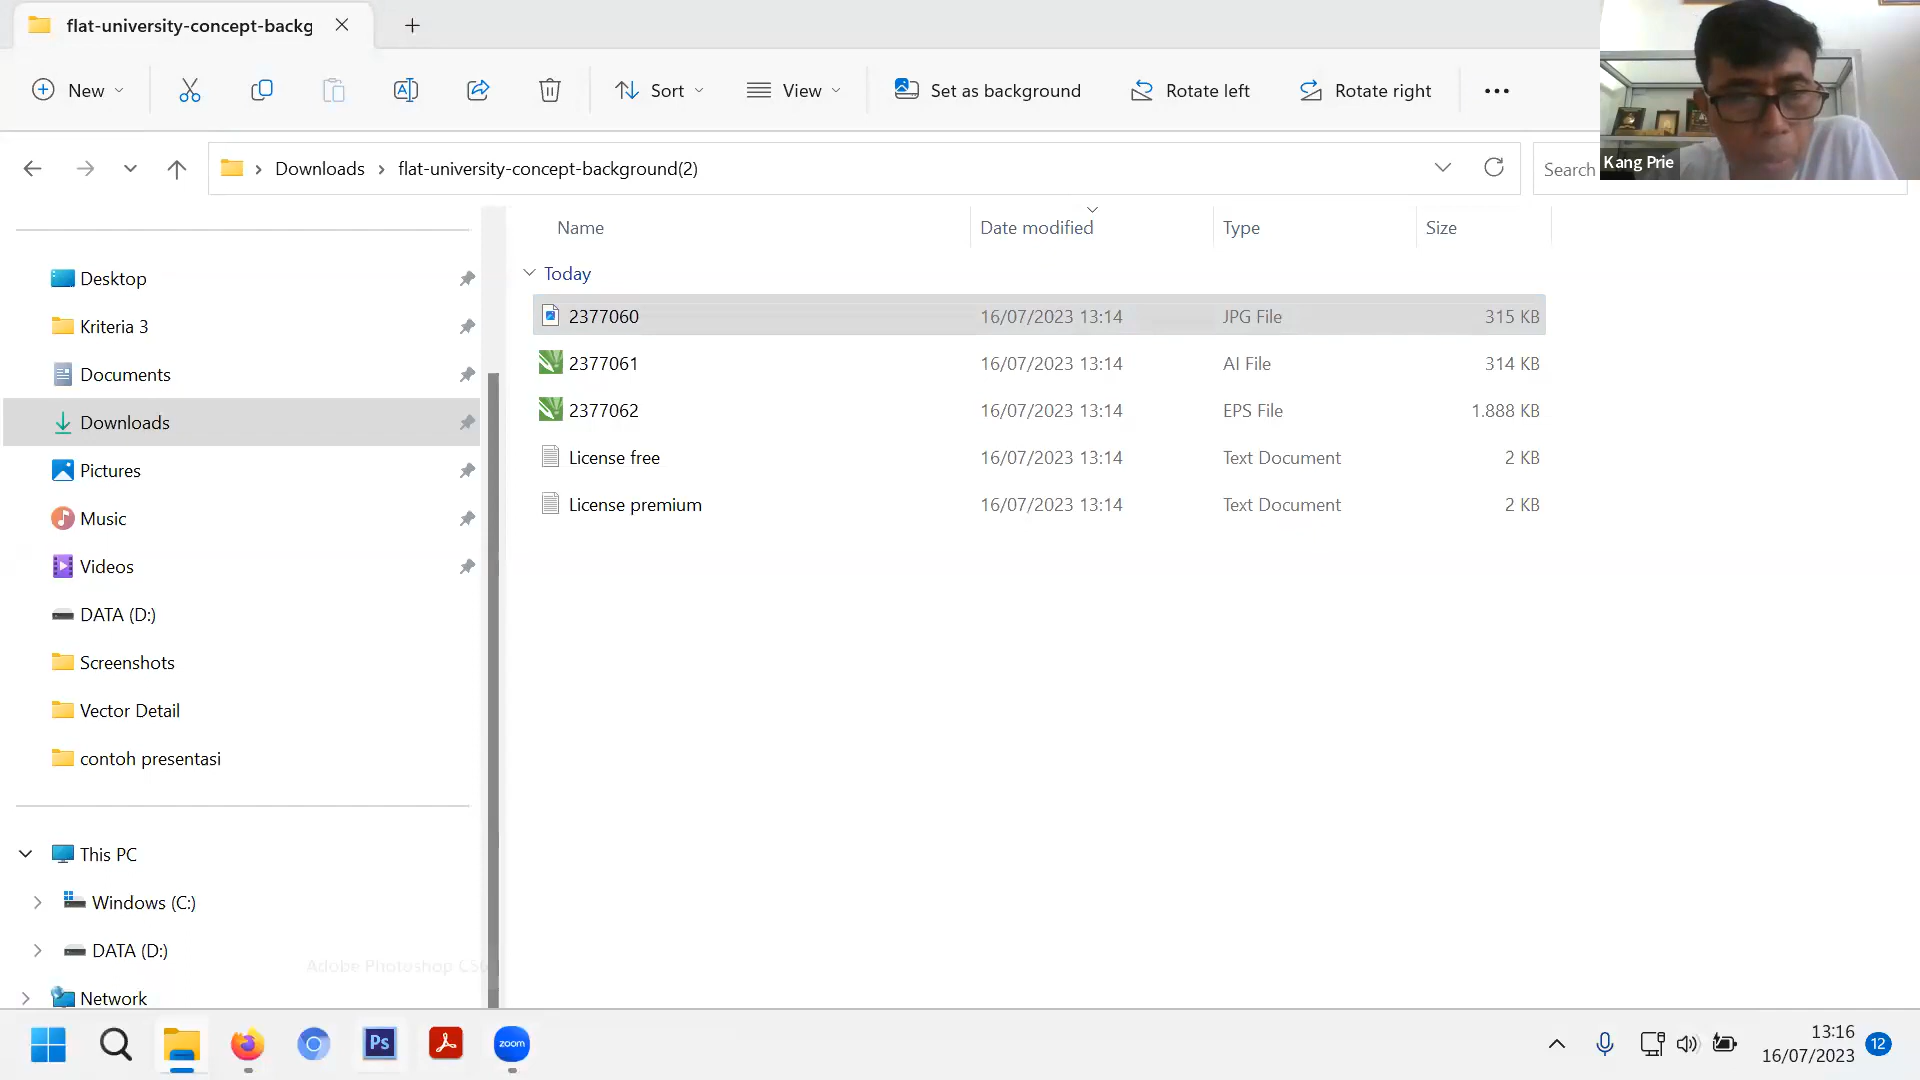 flat-university-concept-backg
New
Sort
View
Set as background
Rotate left
Rotate right
Downloads
flat-university-concept-background(2)
Search
Kang Prie
Name
Date modified
Type
Size
Desktop
Kriteria 3
Documents
Downloads
Pictures
Music
Videos
DATA (D:)
Screenshots
Vector Detail
contoh presentasi
This PC
Windows (C:)
DATA (D:)
Network
Today
2377060 16/07/2023 13:14 JPG File 315 KB
2377061 16/07/2023 13:14 AI File 314 KB
2377062 16/07/2023 13:14 EPS File 1.888 KB
License free 16/07/2023 13:14 Text Document 2 KB
License premium 16/07/2023 13:14 Text Document 2 KB
Adobe Photoshop CS6
Ps
zoom
13:16
16/07/2023
12